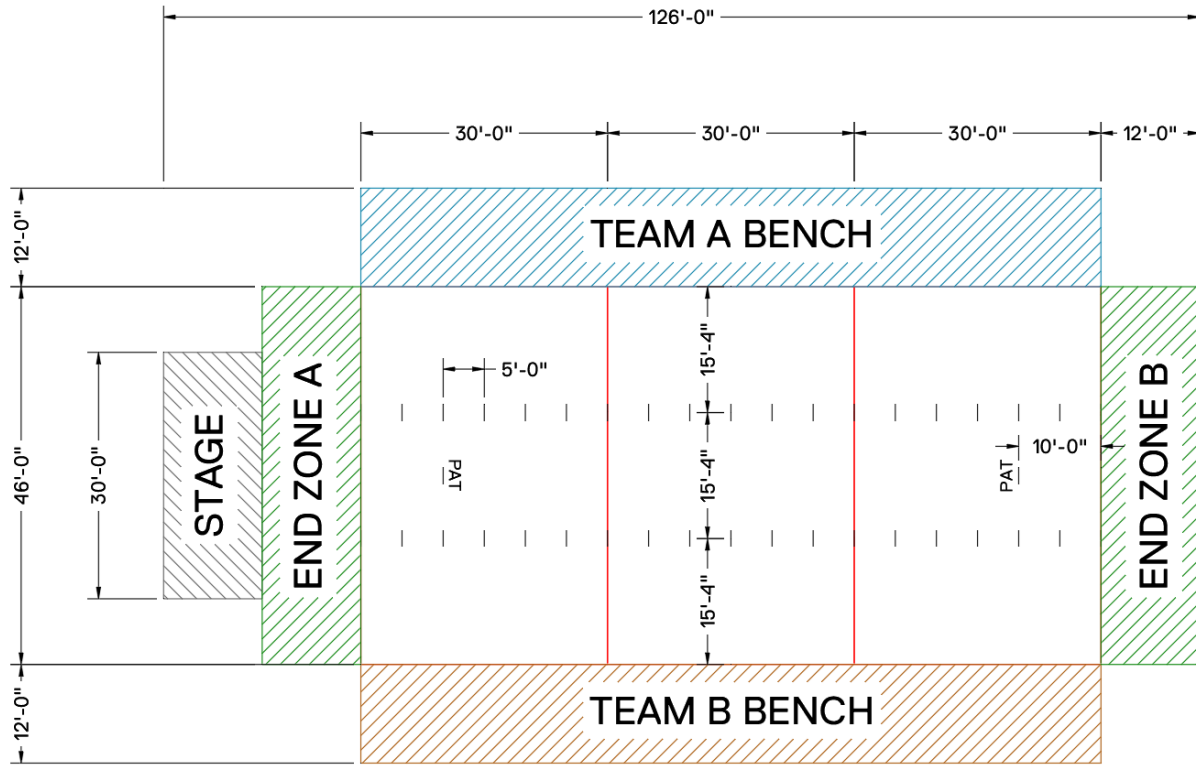 126'-0"
30'-0"
30'-0"
30'-0"
12'-0"
12'-0"
TEAM A BENCH
15'-4"
5'-0"
46'-0"
30'-0"
STAGE
END ZONE A
PAT
15'-4"
PAT
10'-0"
END ZONE B
15'-4"
12'-0"
TEAM B BENCH